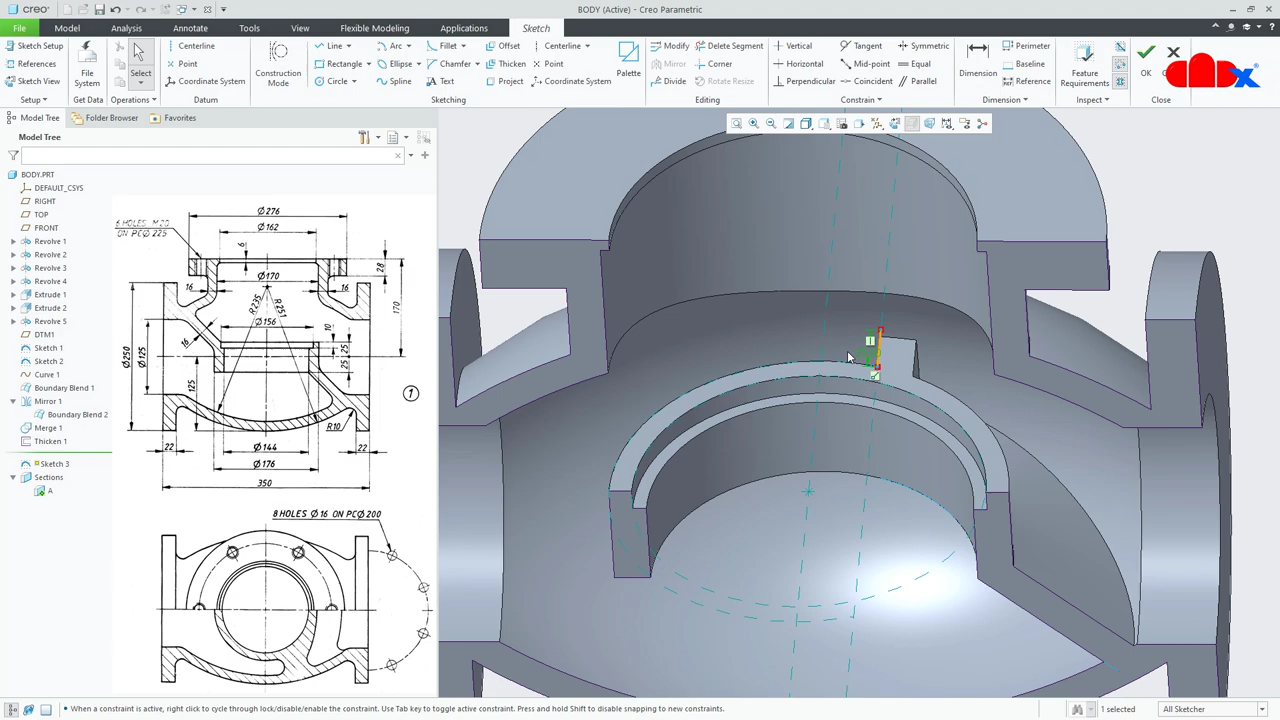 creo
BODY (Active) - Creo Parametric
File Model Analysis Annotate Tools View Flexible Modeling Applications Sketch
Sketch Setup
References
Sketch View
Setup
File
System
Get Data
Select
Operations
Centerline
Point
Coordinate System
Datum
Construction
Mode
Line Arc Fillet Offset Centerline
Rectangle Ellipse Chamfer Thicken Point
Circle Spline Text Project Coordinate System
Palette
Sketching
Modify Delete Segment
Mirror Corner
Divide Rotate Resize
Editing
Vertical Tangent Symmetric
Horizontal Mid-point Equal
Perpendicular Coincident Parallel
Constrain
Dimension
Perimeter
Baseline
Reference
Dimension
Feature
Requirements
Inspect
OK
Close
Model Tree Folder Browser Favorites
Model Tree
BODY.PRT
DEFAULT_CSYS
RIGHT
TOP
FRONT
Revolve 1
Revolve 2
Revolve 3
Revolve 4
Extrude 1
Extrude 2
Revolve 5
DTM1
Sketch 1
Sketch 2
Curve 1
Boundary Blend 1
Mirror 1
Boundary Blend 2
Merge 1
Thicken 1
Sketch 3
Sections
A
6 HOLES M20
ON PCØ 225
Ø276
Ø162
6
28
Ø170
16
16
R235
R251
170
Ø156
10
16
25
25
Ø250
Ø125
125
1
R10
22
Ø144
22
Ø176
350
8 HOLES Ø16 ON PCØ200
When a constraint is active, right click to cycle through lock/disable/enable the constraint. Use Tab key to toggle active constraint. Press and hold Shift to disable snapping to new constraints.
1 selected
All Sketcher